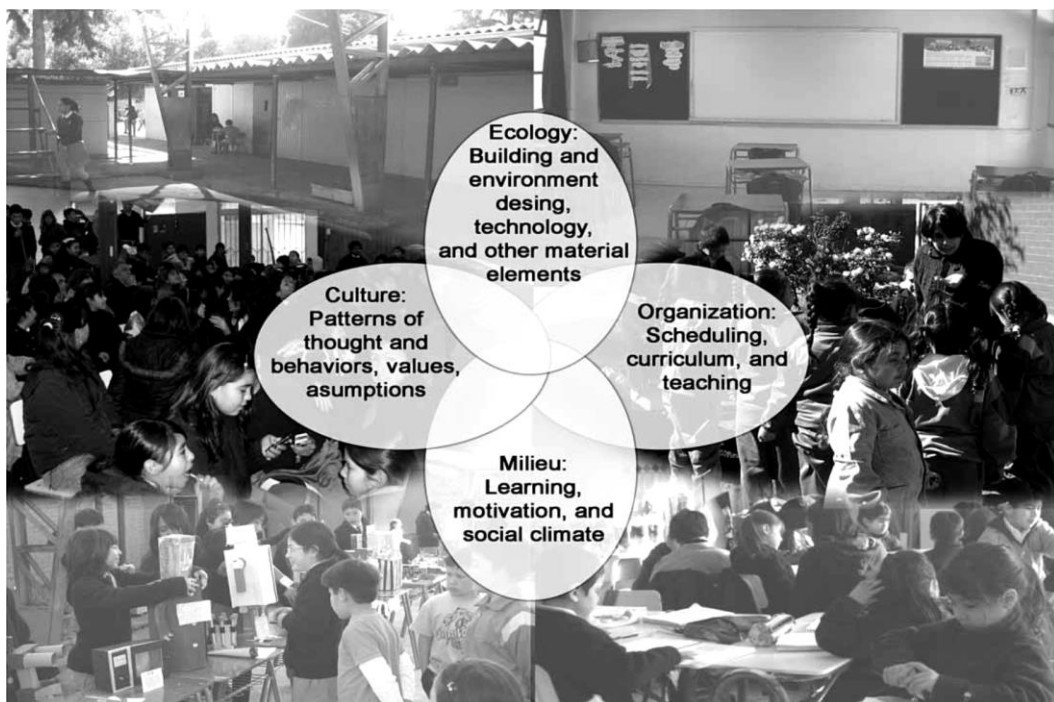 Ecology:
Building and
environment
desing,
technology,
and other material
elements
Culture:
Patterns of
thought and
behaviors, values,
asumptions
Organization:
Scheduling,
curriculum, and
teaching
Milieu:
Learning,
motivation, and
social climate